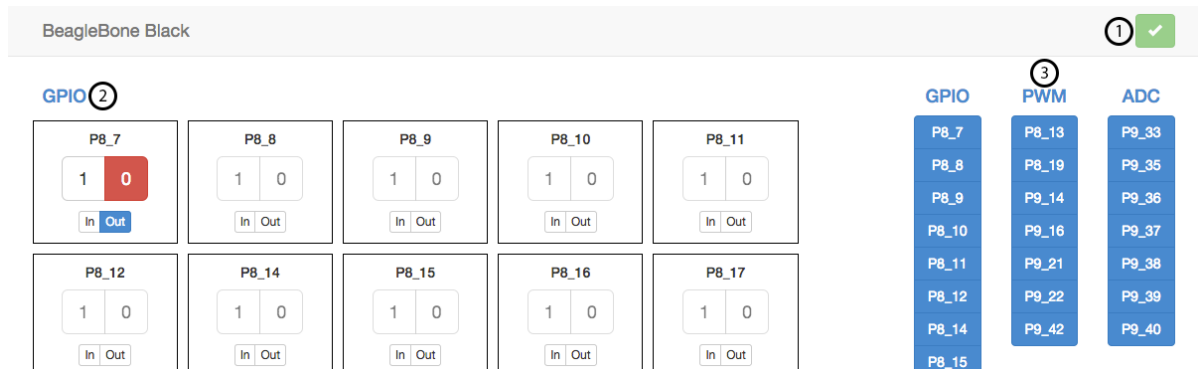 BeagleBone Black
1
GPIO 2
P8_7 P8_8 P8_9 P8_10 P8_11
1 0 1 0 1 0 1 0 1 0
In Out In Out In Out In Out In Out
P8_12 P8_14 P8_15 P8_16 P8_17
1 0 1 0 1 0 1 0 1 0
In Out In Out In Out In Out In Out
3
GPIO PWM ADC
P8_7 P8_13 P9_33
P8_8 P8_19 P9_35
P8_9 P9_14 P9_36
P8_10 P9_16 P9_37
P8_11 P9_21 P9_38
P8_12 P9_22 P9_39
P8_14 P9_42 P9_40
P8_15